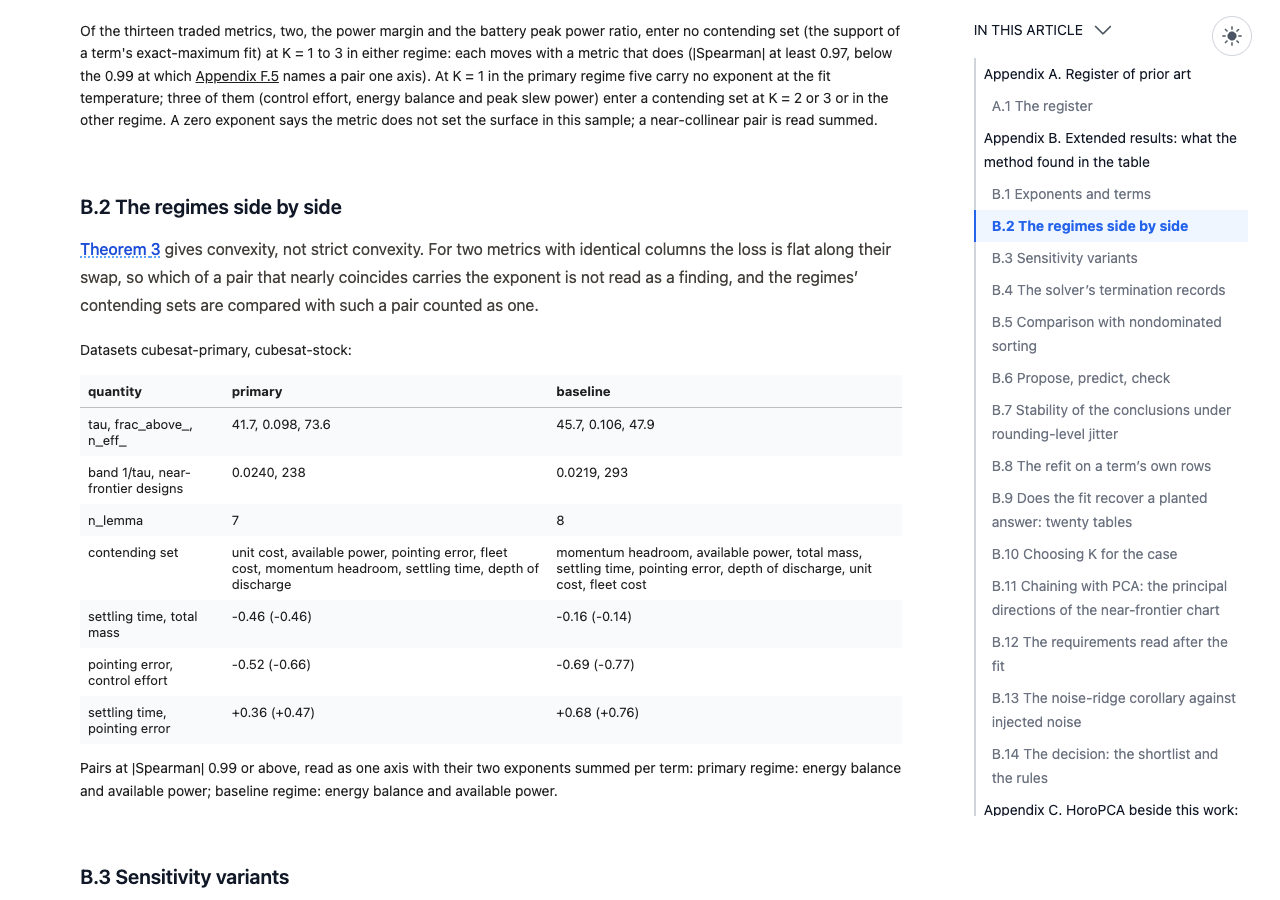 Of the thirteen traded metrics, two, the power margin and the battery peak power ratio, enter no contending set (the support of
a term's exact-maximum fit) at K = 1 to 3 in either regime: each moves with a metric that does (|Spearman| at least 0.97, below
the 0.99 at which Appendix F.5 names a pair one axis). At K = 1 in the primary regime five carry no exponent at the fit
temperature; three of them (control effort, energy balance and peak slew power) enter a contending set at K = 2 or 3 or in the
other regime. A zero exponent says the metric does not set the surface in this sample; a near-collinear pair is read summed.
B.2 The regimes side by side
Theorem 3 gives convexity, not strict convexity. For two metrics with identical columns the loss is flat along their
swap, so which of a pair that nearly coincides carries the exponent is not read as a finding, and the regimes’
contending sets are compared with such a pair counted as one.
Datasets cubesat-primary, cubesat-stock:
quantity primary baseline
tau, frac_above_, 41.7, 0.098, 73.6 45.7, 0.106, 47.9
n_eff_
band 1/tau, near- 0.0240, 238 0.0219, 293
frontier designs
n_lemma 7 8
contending set unit cost, available power, pointing error, fleet momentum headroom, available power, total mass,
cost, momentum headroom, settling time, depth of settling time, pointing error, depth of discharge, unit
discharge cost, fleet cost
settling time, total -0.46 (-0.46) -0.16 (-0.14)
mass
pointing error, -0.52 (-0.66) -0.69 (-0.77)
control effort
settling time, +0.36 (+0.47) +0.68 (+0.76)
pointing error
Pairs at |Spearman| 0.99 or above, read as one axis with their two exponents summed per term: primary regime: energy balance
and available power; baseline regime: energy balance and available power.
B.3 Sensitivity variants
IN THIS ARTICLE
Appendix A. Register of prior art
A.1 The register
Appendix B. Extended results: what the
method found in the table
B.1 Exponents and terms
B.2 The regimes side by side
B.3 Sensitivity variants
B.4 The solver’s termination records
B.5 Comparison with nondominated
sorting
B.6 Propose, predict, check
B.7 Stability of the conclusions under
rounding-level jitter
B.8 The refit on a term’s own rows
B.9 Does the fit recover a planted
answer: twenty tables
B.10 Choosing K for the case
B.11 Chaining with PCA: the principal
directions of the near-frontier chart
B.12 The requirements read after the
fit
B.13 The noise-ridge corollary against
injected noise
B.14 The decision: the shortlist and
the rules
Appendix C. HoroPCA beside this work: